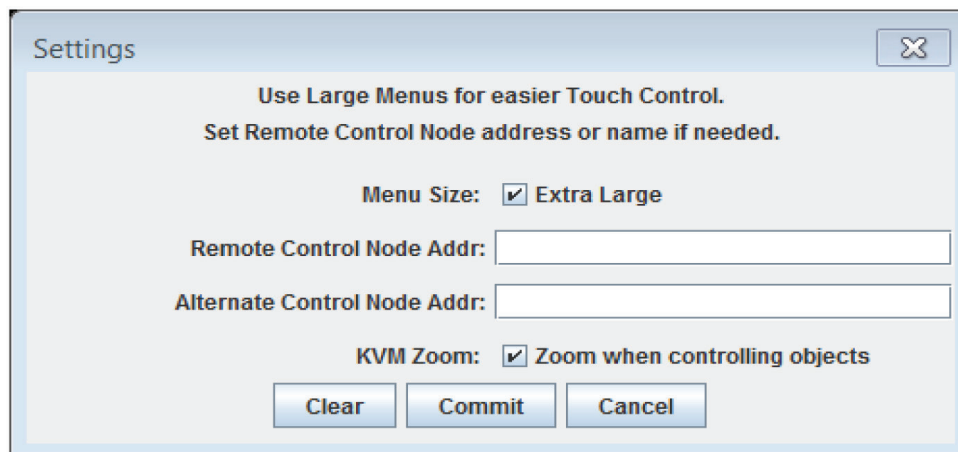 Settings
Use Large Menus for easier Touch Control.
Set Remote Control Node address or name if needed.
Menu Size: Extra Large
Remote Control Node Addr:
Alternate Control Node Addr:
KVM Zoom: Zoom when controlling objects
Clear Commit Cancel